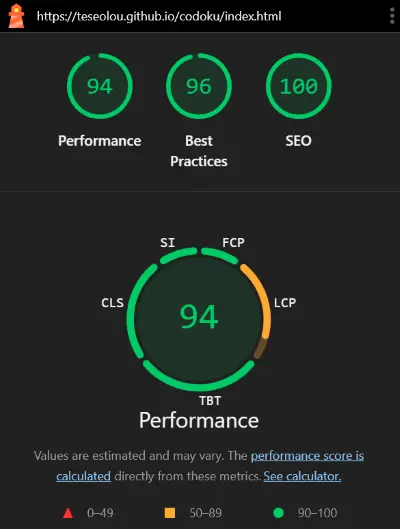 https://teseolou.github.io/codoku/index.html
94 96 100
Performance Best Practices SEO
SI FCP
CLS LCP
94
TBT
Performance
Values are estimated and may vary. The performance score is
calculated directly from these metrics. See calculator.
0–49 50–89 90–100